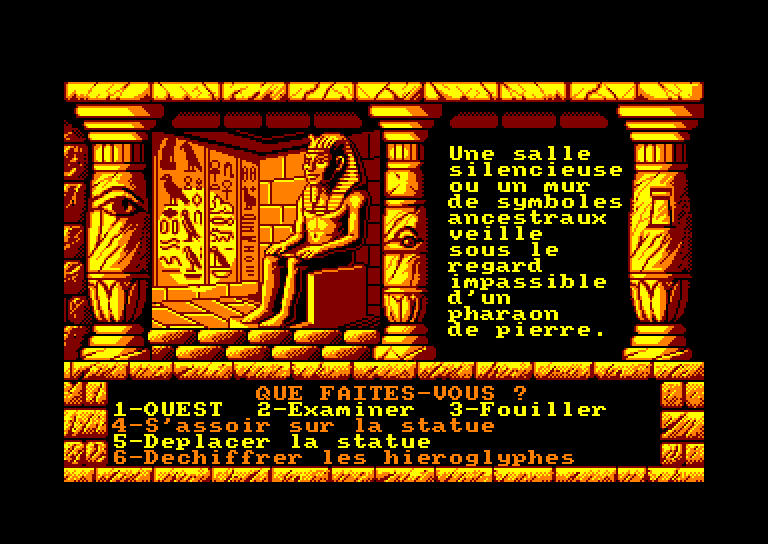 Une salle
silencieuse
ou un mur
de symboles
ancestraux
veille
sous le
regard
impassible
d'un
pharaon
de pierre.
QUE FAITES-VOUS ?
1-OUEST 2-Examiner 3-Fouiller
4-S'assoir sur la statue
5-Deplacer la statue
6-Dechiffrer les hieroglyphes